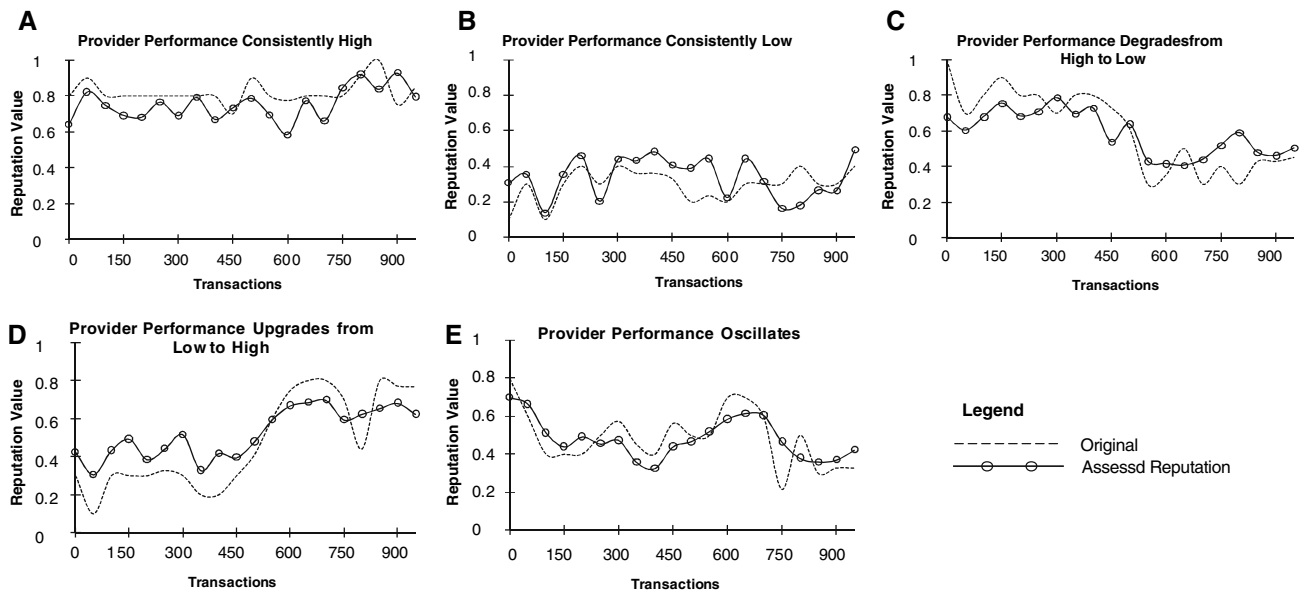 A
Provider Performance Consistently High
1
0.8
0.6
0.4
0.2
0
Reputation Value
0 150 300 450 600 750 900
Transactions
B
Provider Performance Consistently Low
1
0.8
0.6
0.4
0.2
0
Reputation Value
0 150 300 450 600 750 900
Transactions
C
Provider Performance Degradesfrom
High to Low
1
0.8
0.6
0.4
0.2
0
Reputation Value
0 150 300 450 600 750 900
Transactions
D
Provider Performance Upgrades from
Low to High
1
0.8
0.6
0.4
0.2
0
Reputation Value
0 150 300 450 600 750 900
Transactions
E
Provider Performance Oscillates
1
0.8
0.6
0.4
0.2
0
Reputation Value
0 150 300 450 600 750 900
Transactions
Legend
Original
Assessd Reputation